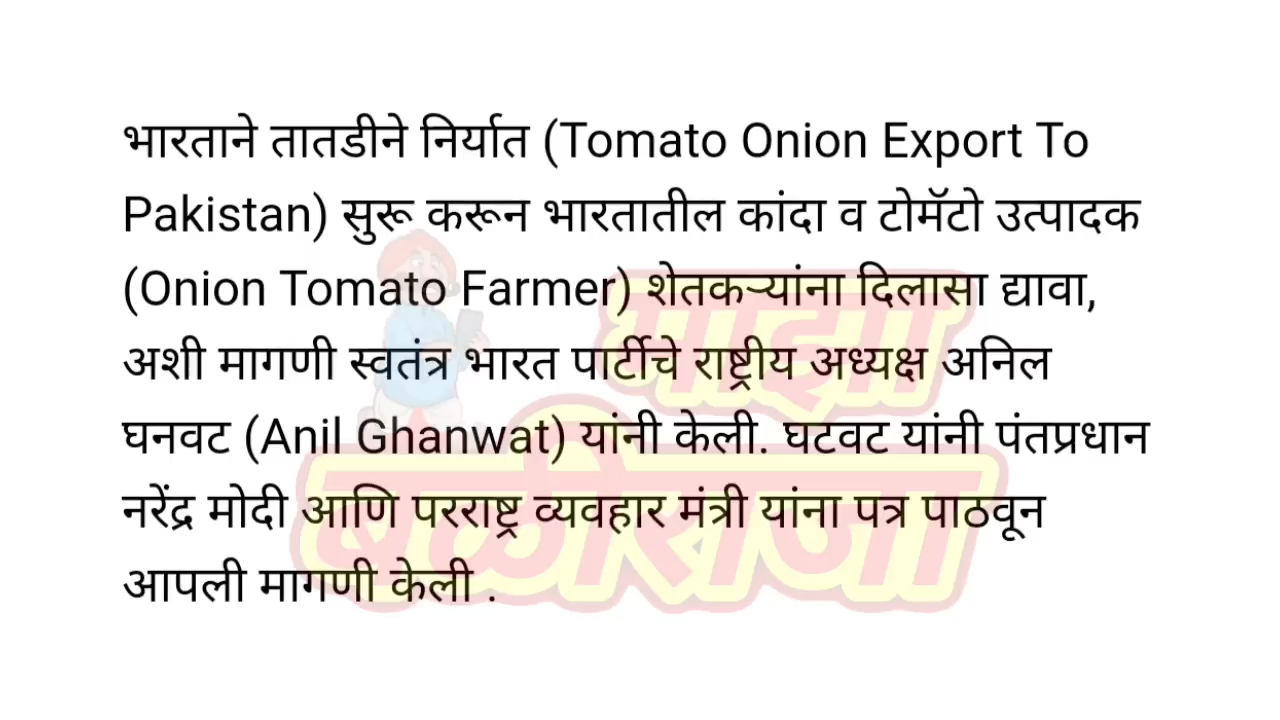 भारताने तातडीने निर्यात (Tomato Onion Export To
Pakistan) सुरू करून भारतातील कांदा व टोमॅटो उत्पादक
(Onion Tomato Farmer) शेतकऱ्यांना दिलासा द्यावा,
अशी मागणी स्वतंत्र भारत पार्टीचे राष्ट्रीय अध्यक्ष अनिल
घनवट (Anil Ghanwat) यांनी केली. घटवट यांनी पंतप्रधान
नरेंद्र मोदी आणि परराष्ट्र व्यवहार मंत्री यांना पत्र पाठवून
आपली मागणी केली .
माझा
बळीराजा